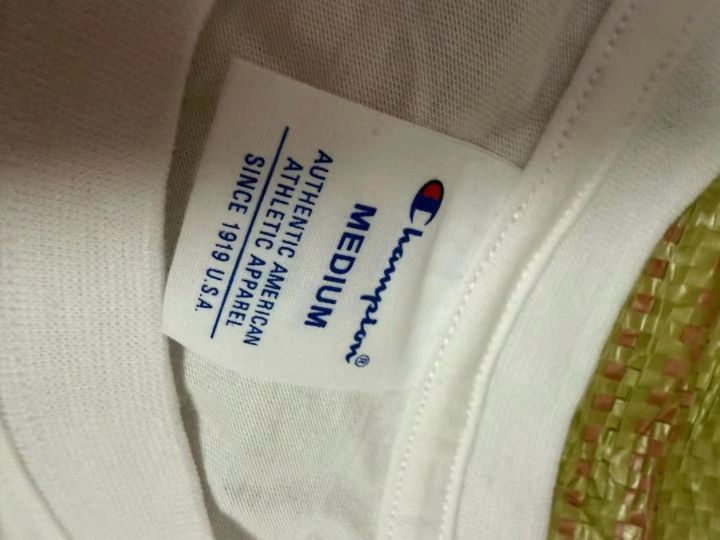 Champion®
MEDIUM
AUTHENTIC AMERICAN
ATHLETIC APPAREL
SINCE 1919 U.S.A.